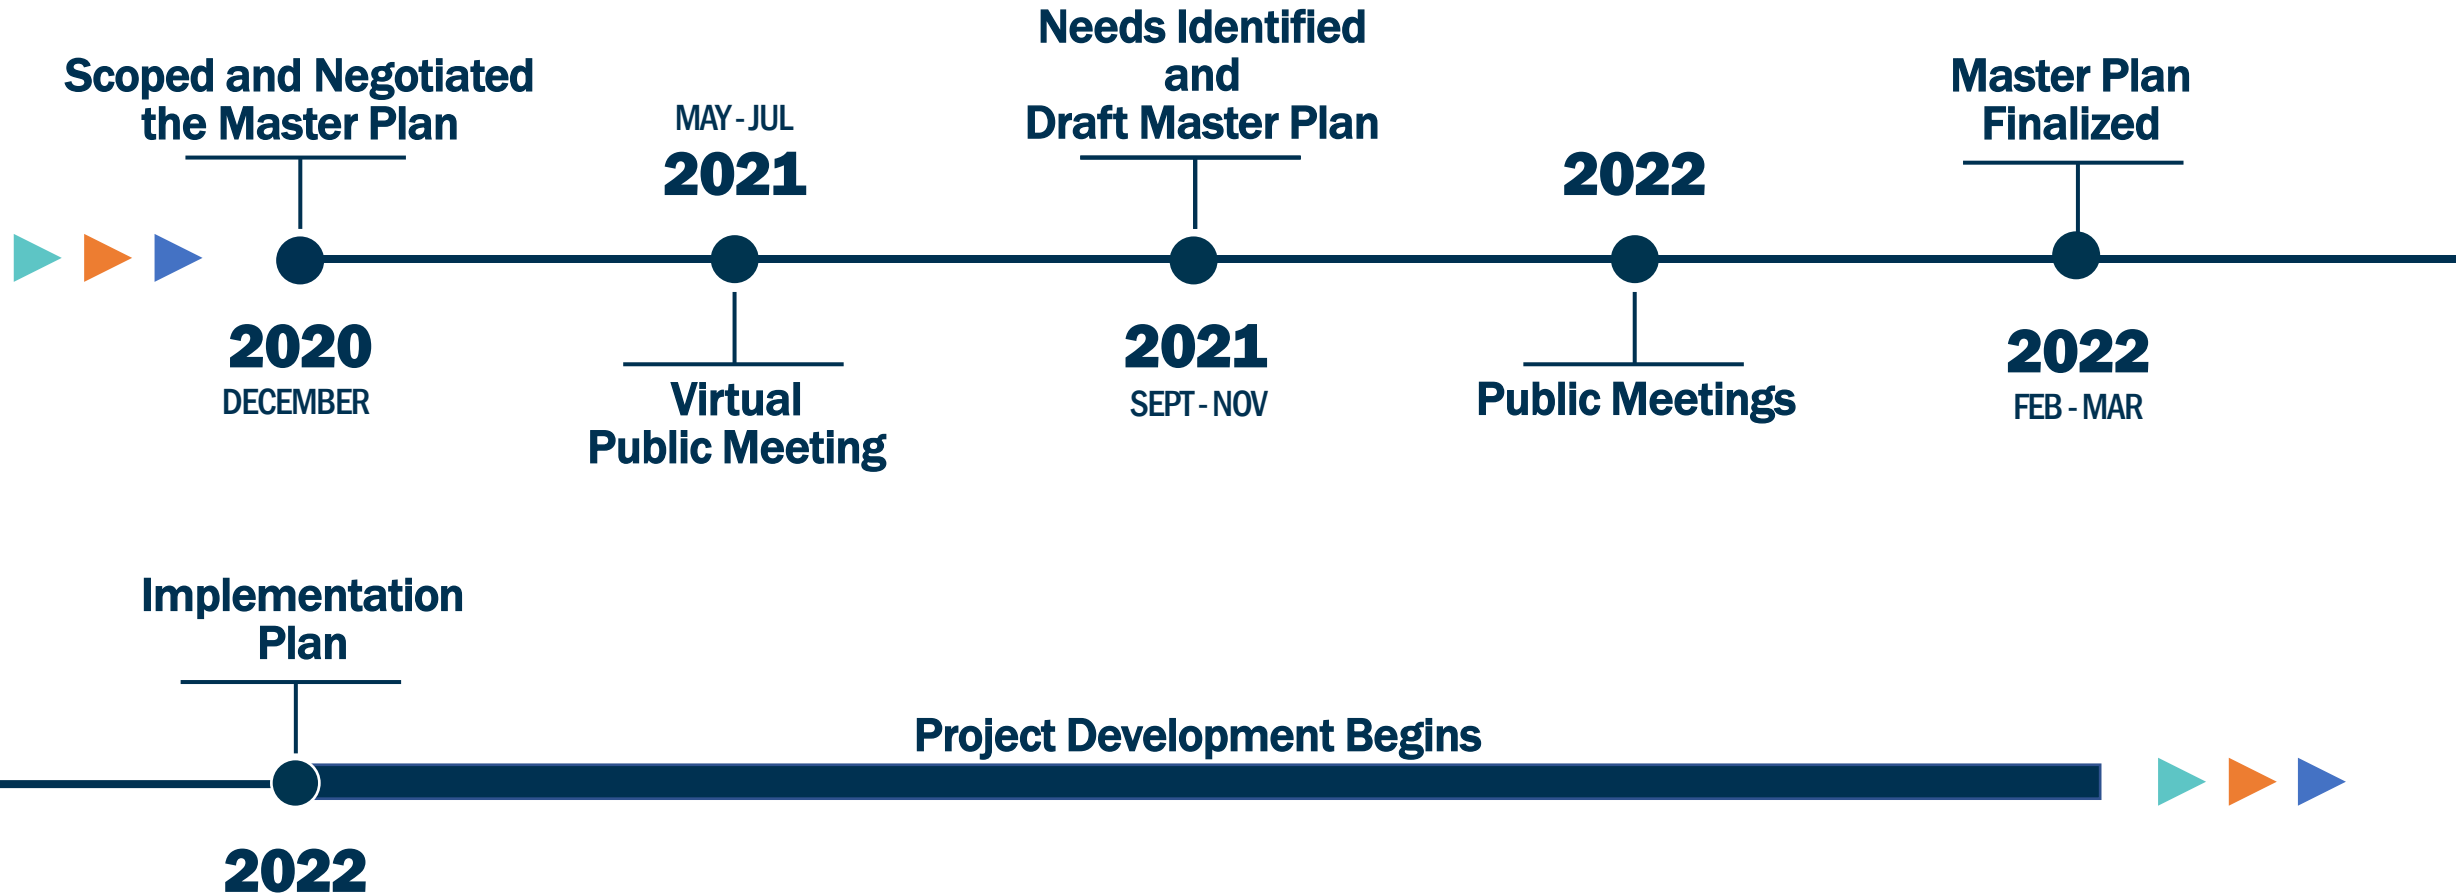 Scoped and Negotiated
the Master Plan
2020
DECEMBER
MAY - JUL
2021
Virtual
Public Meeting
Needs Identified
and
Draft Master Plan
2021
SEPT - NOV
2022
Public Meetings
Master Plan
Finalized
2022
FEB - MAR
Implementation
Plan
2022
Project Development Begins